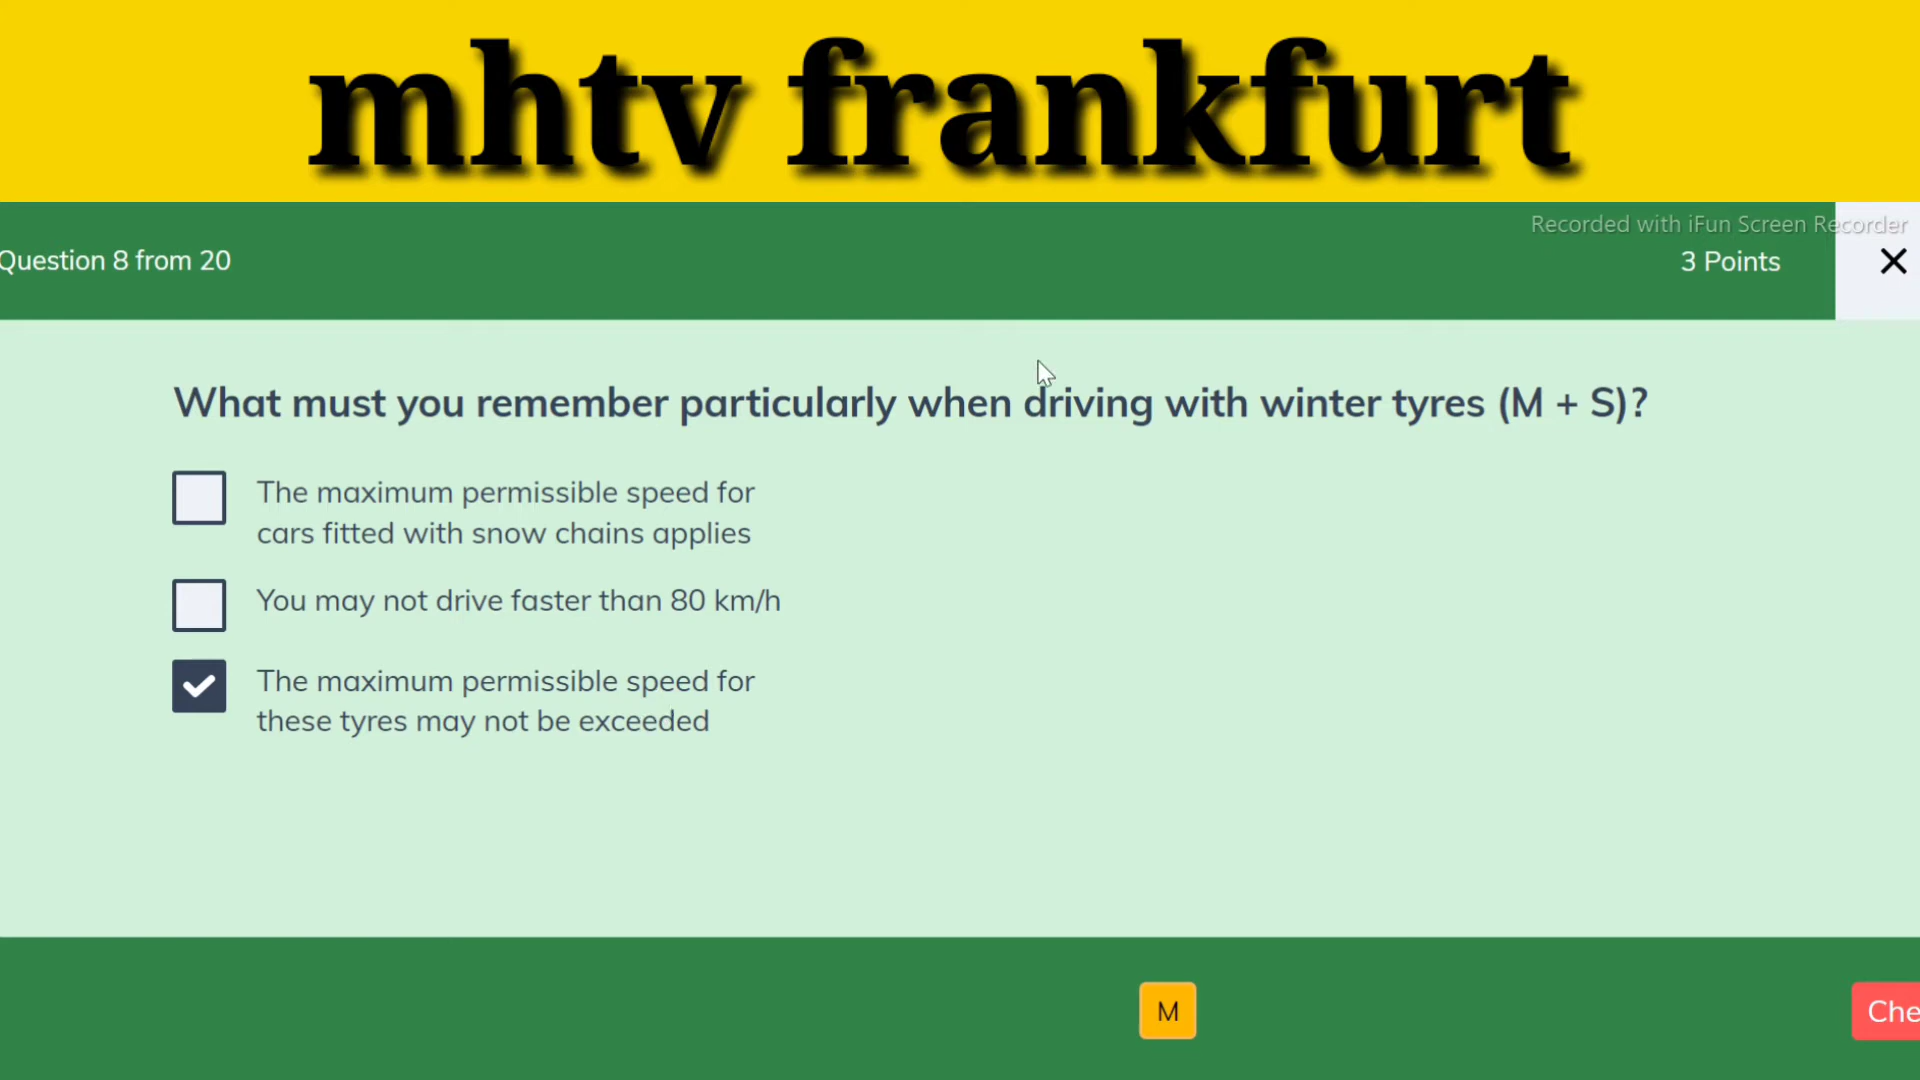 mhtv frankfurt
Recorded with iFun Screen Recorder
Question 8 from 20
3 Points
What must you remember particularly when driving with winter tyres (M + S)?
The maximum permissible speed for
cars fitted with snow chains applies
You may not drive faster than 80 km/h
The maximum permissible speed for
these tyres may not be exceeded
M
Che